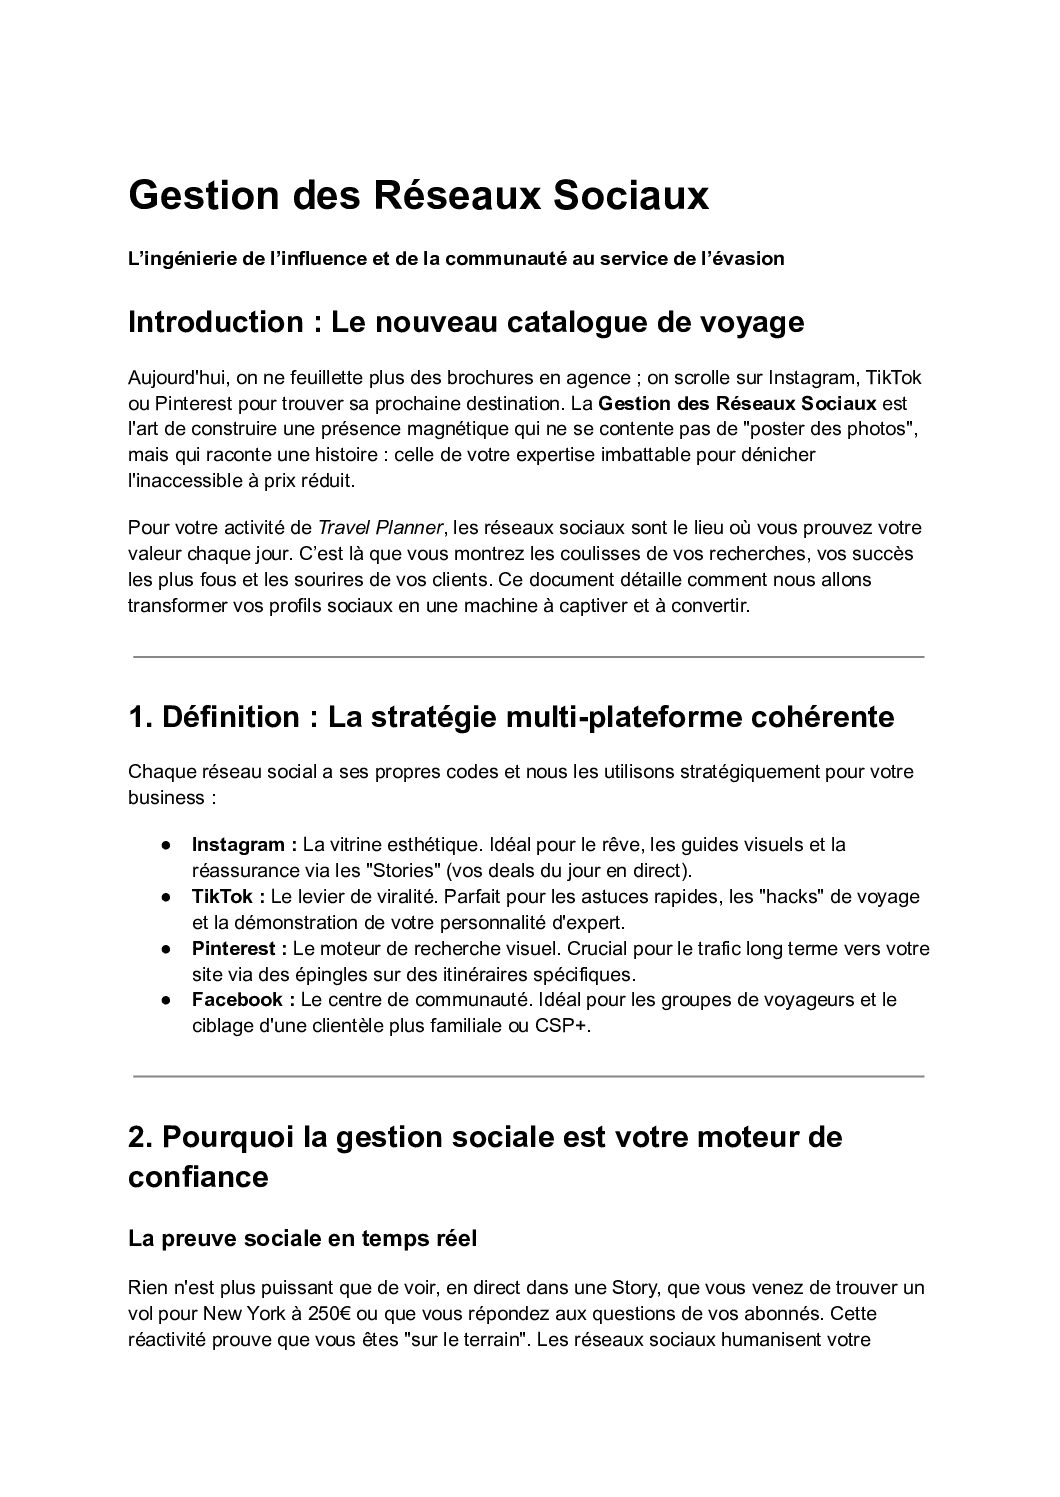 Gestion des Réseaux Sociaux
L’ingénierie de l’influence et de la communauté au service de l’évasion
Introduction : Le nouveau catalogue de voyage
Aujourd'hui, on ne feuillette plus des brochures en agence ; on scrolle sur Instagram, TikTok
ou Pinterest pour trouver sa prochaine destination. La Gestion des Réseaux Sociaux est
l'art de construire une présence magnétique qui ne se contente pas de "poster des photos",
mais qui raconte une histoire : celle de votre expertise imbattable pour dénicher
l'inaccessible à prix réduit.
Pour votre activité de Travel Planner, les réseaux sociaux sont le lieu où vous prouvez votre
valeur chaque jour. C’est là que vous montrez les coulisses de vos recherches, vos succès
les plus fous et les sourires de vos clients. Ce document détaille comment nous allons
transformer vos profils sociaux en une machine à captiver et à convertir.
1. Définition : La stratégie multi-plateforme cohérente
Chaque réseau social a ses propres codes et nous les utilisons stratégiquement pour votre
business :
● Instagram : La vitrine esthétique. Idéal pour le rêve, les guides visuels et la
réassurance via les "Stories" (vos deals du jour en direct).
● TikTok : Le levier de viralité. Parfait pour les astuces rapides, les "hacks" de voyage
et la démonstration de votre personnalité d'expert.
● Pinterest : Le moteur de recherche visuel. Crucial pour le trafic long terme vers votre
site via des épingles sur des itinéraires spécifiques.
● Facebook : Le centre de communauté. Idéal pour les groupes de voyageurs et le
ciblage d'une clientèle plus familiale ou CSP+.
2. Pourquoi la gestion sociale est votre moteur de
confiance
La preuve sociale en temps réel
Rien n'est plus puissant que de voir, en direct dans une Story, que vous venez de trouver un
vol pour New York à 250€ ou que vous répondez aux questions de vos abonnés. Cette
réactivité prouve que vous êtes "sur le terrain". Les réseaux sociaux humanisent votre